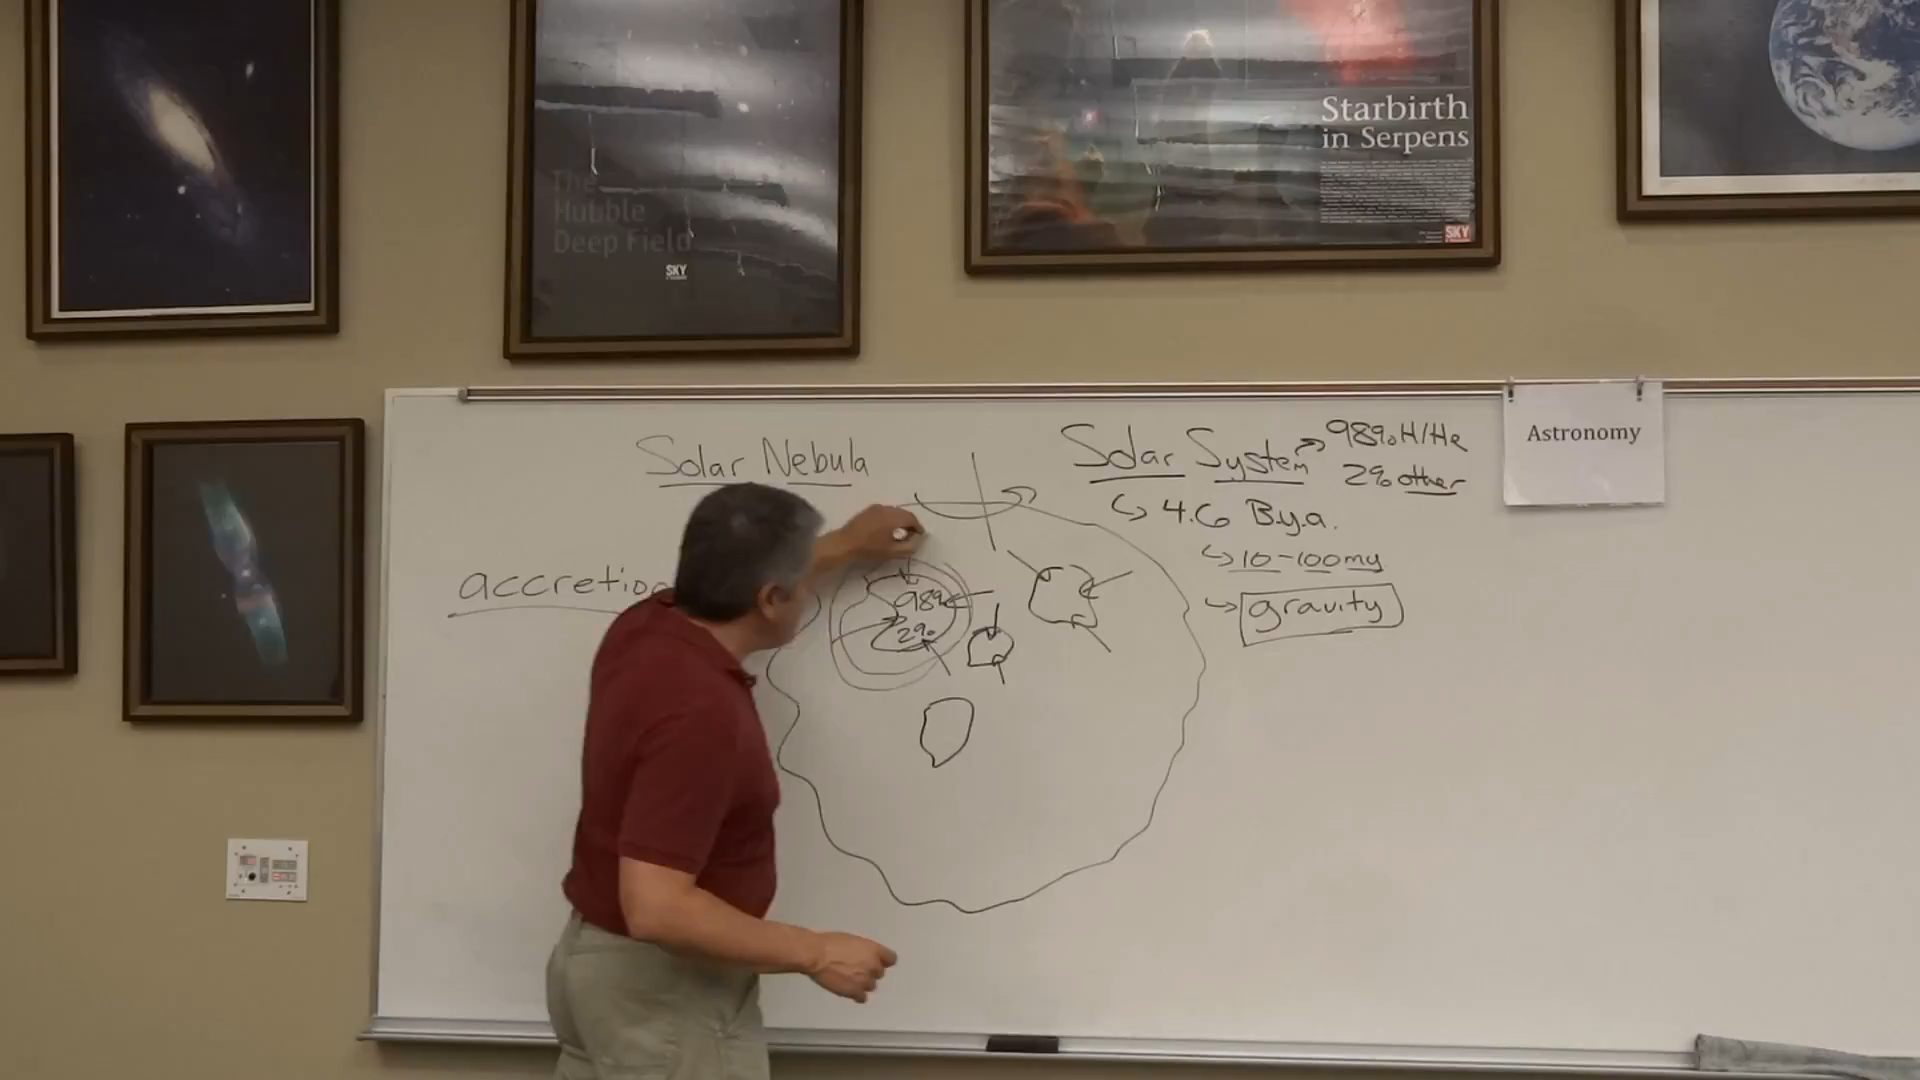 The
Hubble
Deep Field
SKY
Starbirth
in Serpens
SKY
Astronomy
Solar Nebula
accretio
98%
2%
Solar System → 98% H/He
2% other
↳ 4.6 B.y.a.
↳ 10-100my
↳ gravity